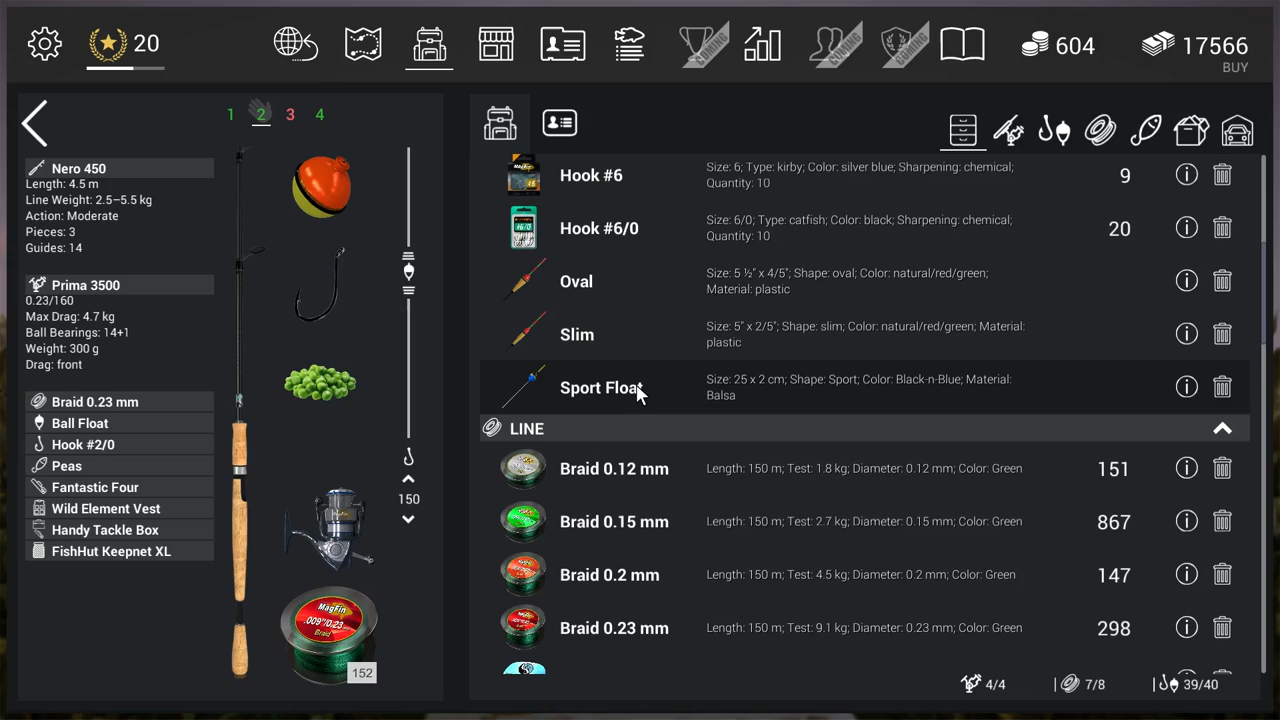 20
COMING
COMING
COMING
604
17566
BUY
1 2 3 4
Nero 450
Length: 4.5 m
Line Weight: 2.5–5.5 kg
Action: Moderate
Pieces: 3
Guides: 14
Prima 3500
0.23/160
Max Drag: 4.7 kg
Ball Bearings: 14+1
Weight: 300 g
Drag: front
Braid 0.23 mm
Ball Float
Hook #2/0
Peas
Fantastic Four
Wild Element Vest
Handy Tackle Box
FishHut Keepnet XL
150
MagFin
.009"/0.23
Braid
152
Hook #6
Size: 6; Type: kirby; Color: silver blue; Sharpening: chemical;
Quantity: 10
9
Hook #6/0
Size: 6/0; Type: catfish; Color: black; Sharpening: chemical;
Quantity: 10
20
Oval
Size: 5 ½" x 4/5"; Shape: oval; Color: natural/red/green;
Material: plastic
Slim
Size: 5" x 2/5"; Shape: slim; Color: natural/red/green; Material:
plastic
Sport Float
Size: 25 x 2 cm; Shape: Sport; Color: Black-n-Blue; Material:
Balsa
LINE
Braid 0.12 mm
Length: 150 m; Test: 1.8 kg; Diameter: 0.12 mm; Color: Green
151
Braid 0.15 mm
Length: 150 m; Test: 2.7 kg; Diameter: 0.15 mm; Color: Green
867
Braid 0.2 mm
Length: 150 m; Test: 4.5 kg; Diameter: 0.2 mm; Color: Green
147
Braid 0.23 mm
Length: 150 m; Test: 9.1 kg; Diameter: 0.23 mm; Color: Green
298
4/4
7/8
39/40